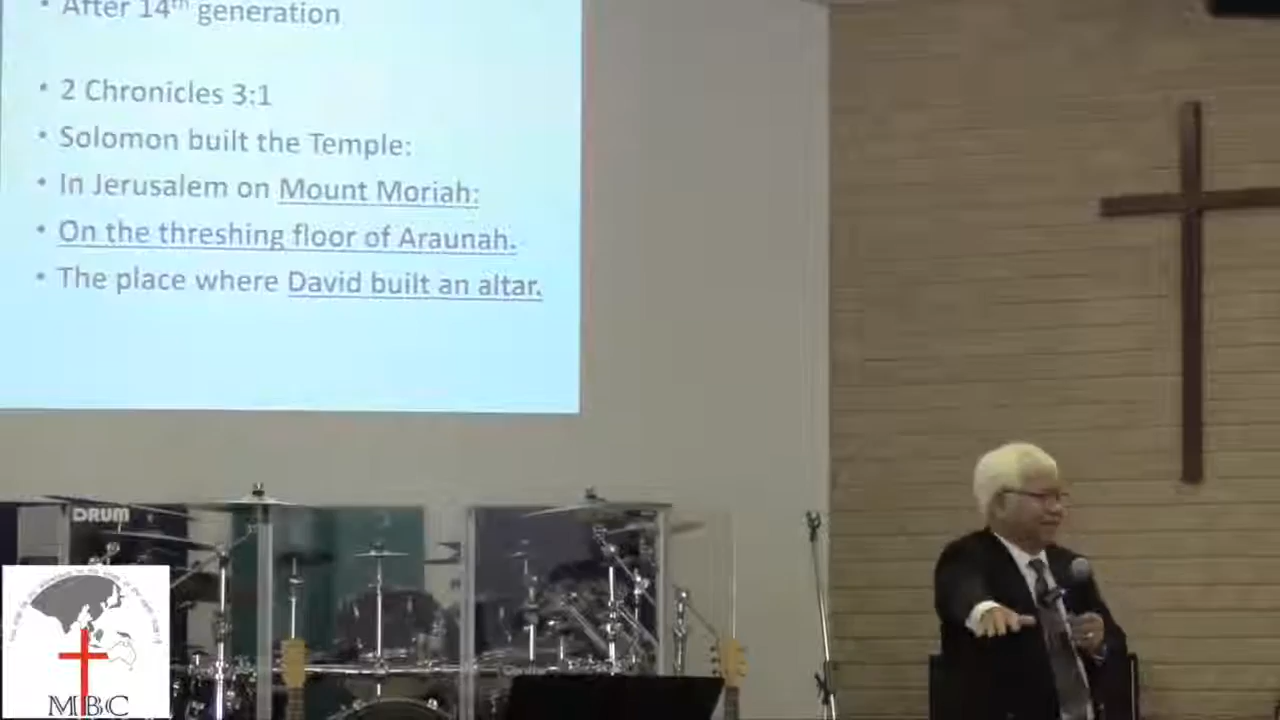 • After 14th generation
• 2 Chronicles 3:1
• Solomon built the Temple:
• In Jerusalem on Mount Moriah:
• On the threshing floor of Araunah.
• The place where David built an altar.
DRUM
MBC